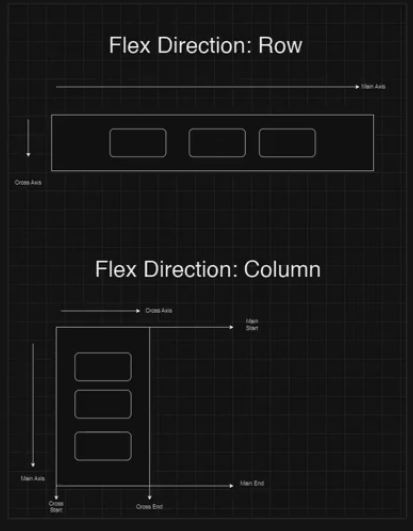 Flex Direction: Row
Main Axis
Cross Axis
Flex Direction: Column
Cross Axis
Main
Start
Main Axis
Main End
Cross
Start
Cross End